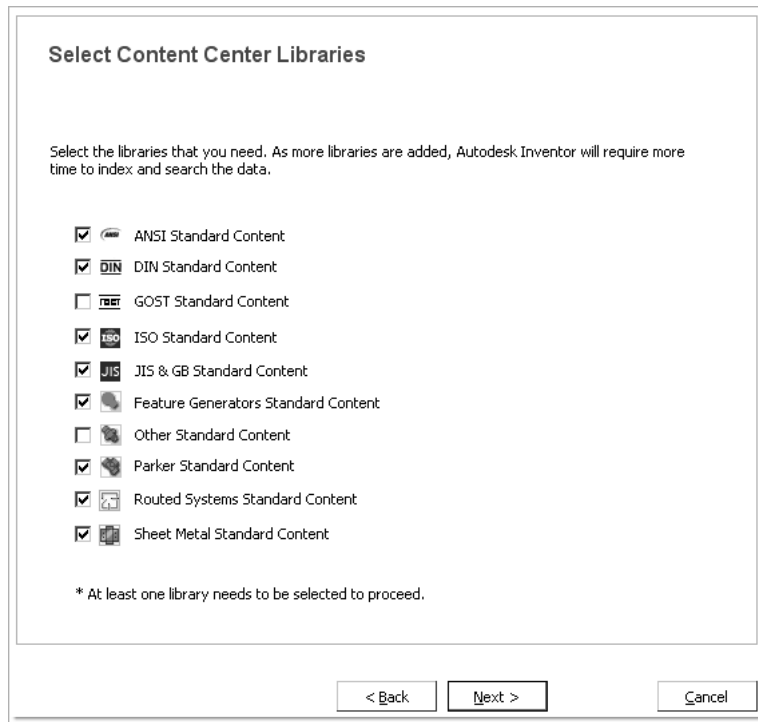 Select Content Center Libraries
Select the libraries that you need. As more libraries are added, Autodesk Inventor will require more
time to index and search the data.
ANSI ANSI Standard Content
DIN DIN Standard Content
ГОСТ GOST Standard Content
ISO ISO Standard Content
JIS JIS & GB Standard Content
Feature Generators Standard Content
Other Standard Content
Parker Standard Content
Routed Systems Standard Content
Sheet Metal Standard Content
* At least one library needs to be selected to proceed.
< Back Next > Cancel